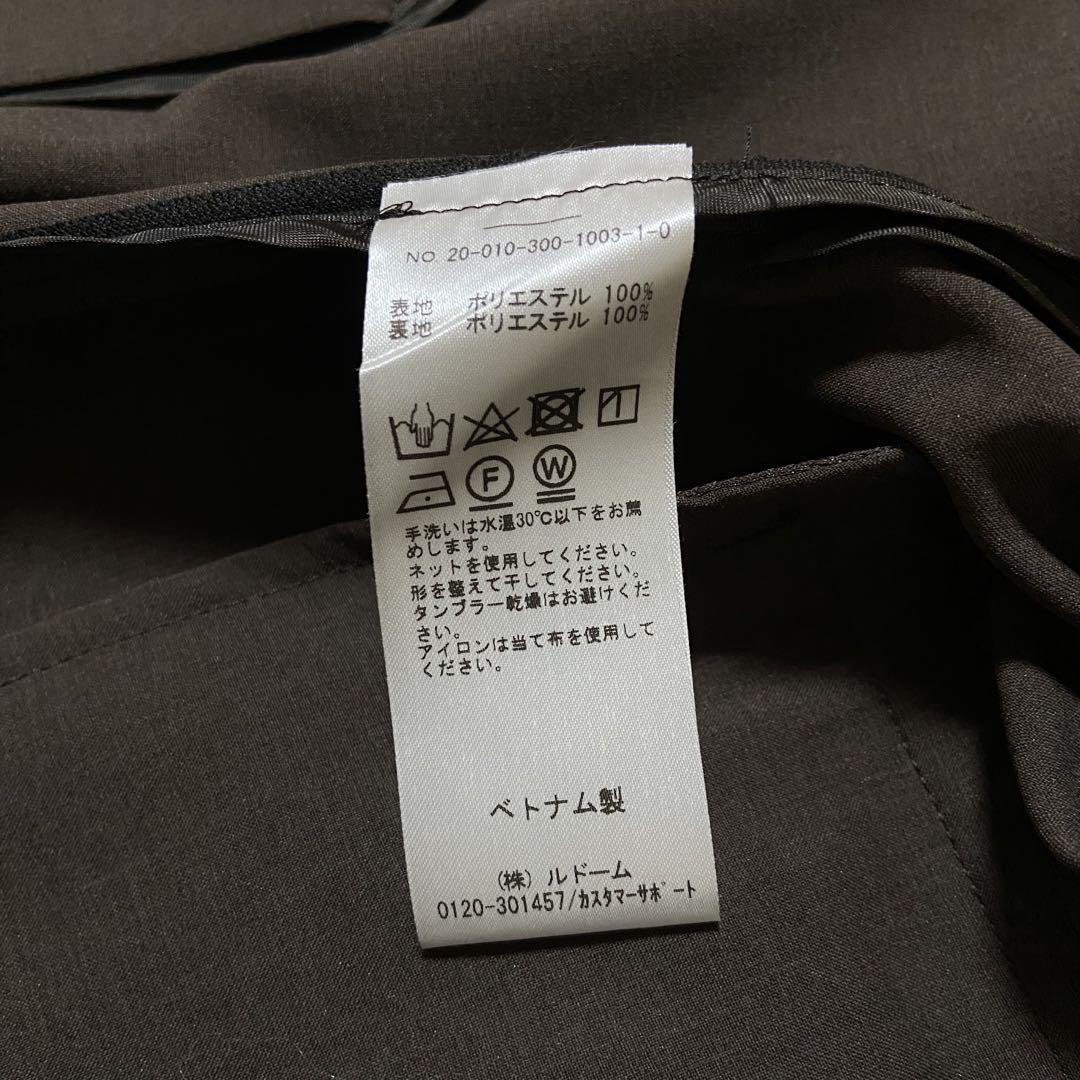 NO. 20-010-300-1003-1-0
表地 ポリエステル 100%
裏地 ポリエステル 100%
F W
手洗いは水温30℃以下をお薦
めします。
ネットを使用してください。
形を整えて干してください。
タンブラー乾燥はお避けくだ
さい。
アイロンは当て布を使用して
ください。
ベトナム製
(株) ルドーム
0120-301457/カスタマーサポート